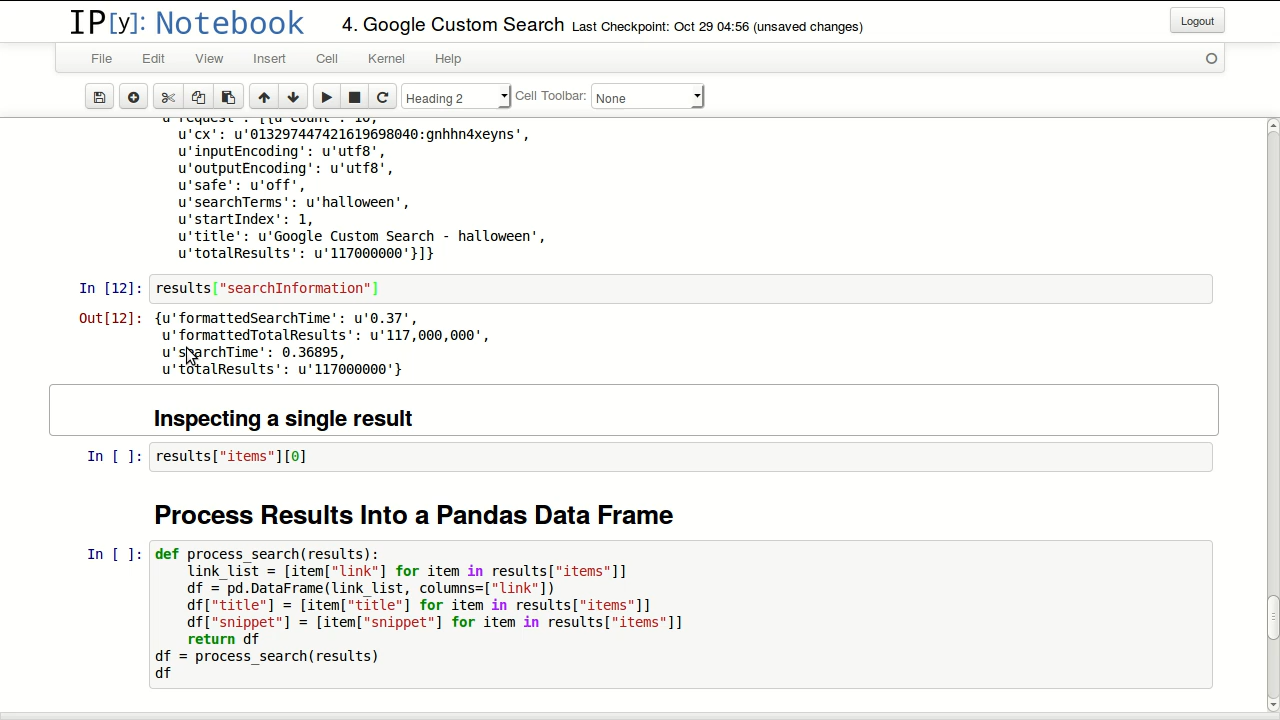 IP[y]: Notebook 4. Google Custom Search Last Checkpoint: Oct 29 04:56 (unsaved changes) Logout
File Edit View Insert Cell Kernel Help
Heading 2 Cell Toolbar: None
u'request': [{u'count': 10,
u'cx': u'013297447421619698040:gnhhn4xeyns',
u'inputEncoding': u'utf8',
u'outputEncoding': u'utf8',
u'safe': u'off',
u'searchTerms': u'halloween',
u'startIndex': 1,
u'title': u'Google Custom Search - halloween',
u'totalResults': u'117000000'}]}
In [12]: results["searchInformation"]
Out[12]: {u'formattedSearchTime': u'0.37',
u'formattedTotalResults': u'117,000,000',
u'searchTime': 0.36895,
u'totalResults': u'117000000'}
Inspecting a single result
In [ ]: results["items"][0]
Process Results Into a Pandas Data Frame
In [ ]: def process_search(results):
link_list = [item["link"] for item in results["items"]]
df = pd.DataFrame(link_list, columns=["link"])
df["title"] = [item["title"] for item in results["items"]]
df["snippet"] = [item["snippet"] for item in results["items"]]
return df
df = process_search(results)
df